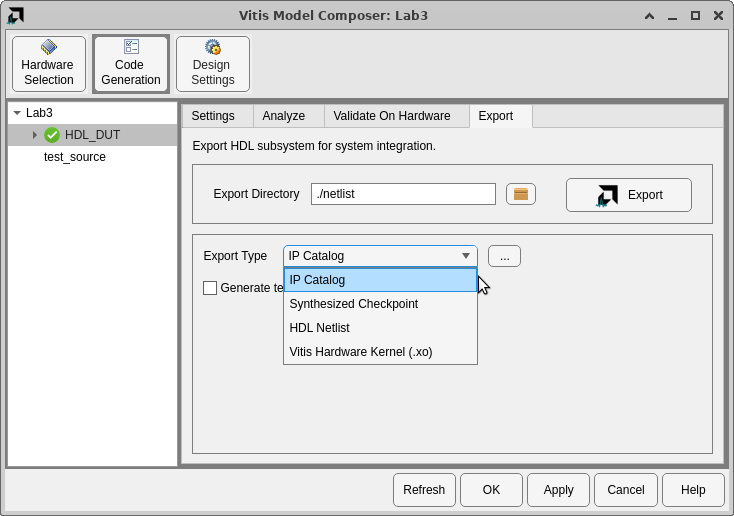 Vitis Model Composer: Lab3
Hardware Selection
Code Generation
Design Settings
Lab3
HDL_DUT
test_source
Settings
Analyze
Validate On Hardware
Export
Export HDL subsystem for system integration.
Export Directory
./netlist
Export
Export Type
IP Catalog
...
Generate te
IP Catalog
Synthesized Checkpoint
HDL Netlist
Vitis Hardware Kernel (.xo)
Refresh
OK
Apply
Cancel
Help